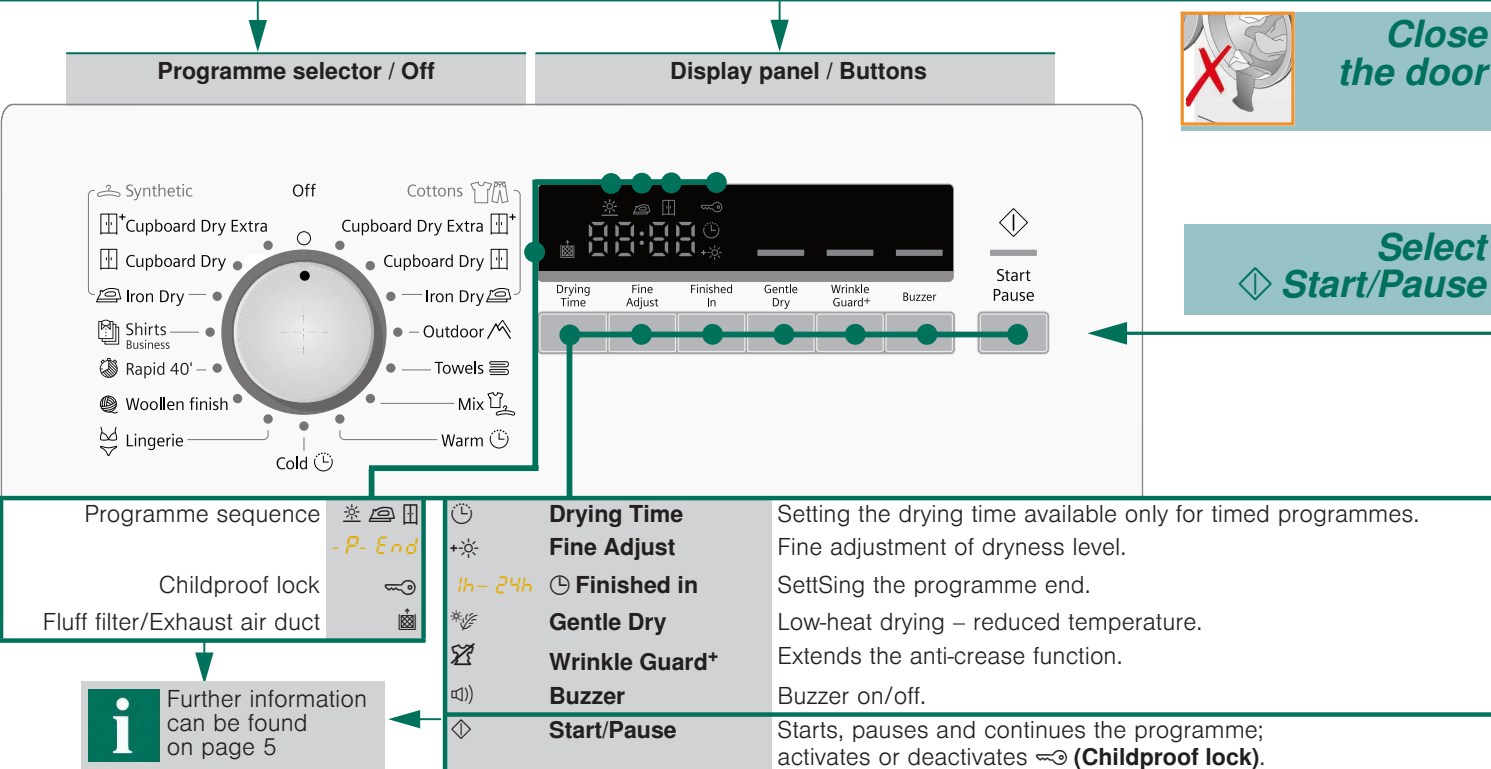 Programme selector / Off
Display panel / Buttons
Close
the door
Select
Start/Pause
Synthetic
Off
Cottons
Cupboard Dry Extra
Cupboard Dry
Iron Dry
Shirts
Business
Rapid 40'
Woollen finish
Lingerie
Cold
Cupboard Dry Extra
Cupboard Dry
Iron Dry
Outdoor
Towels
Mix
Warm
88:88
Drying
Time
Fine
Adjust
Finished
In
Gentle
Dry
Wrinkle
Guard+
Buzzer
Start
Pause
Programme sequence
-P- End
Childproof lock
Fluff filter/Exhaust air duct
i Further information
can be found
on page 5
Drying Time Setting the drying time available only for timed programmes.
Fine Adjust Fine adjustment of dryness level.
1h– 24h Finished in SettSing the programme end.
Gentle Dry Low-heat drying – reduced temperature.
Wrinkle Guard+ Extends the anti-crease function.
Buzzer Buzzer on/off.
Start/Pause Starts, pauses and continues the programme;
activates or deactivates (Childproof lock).